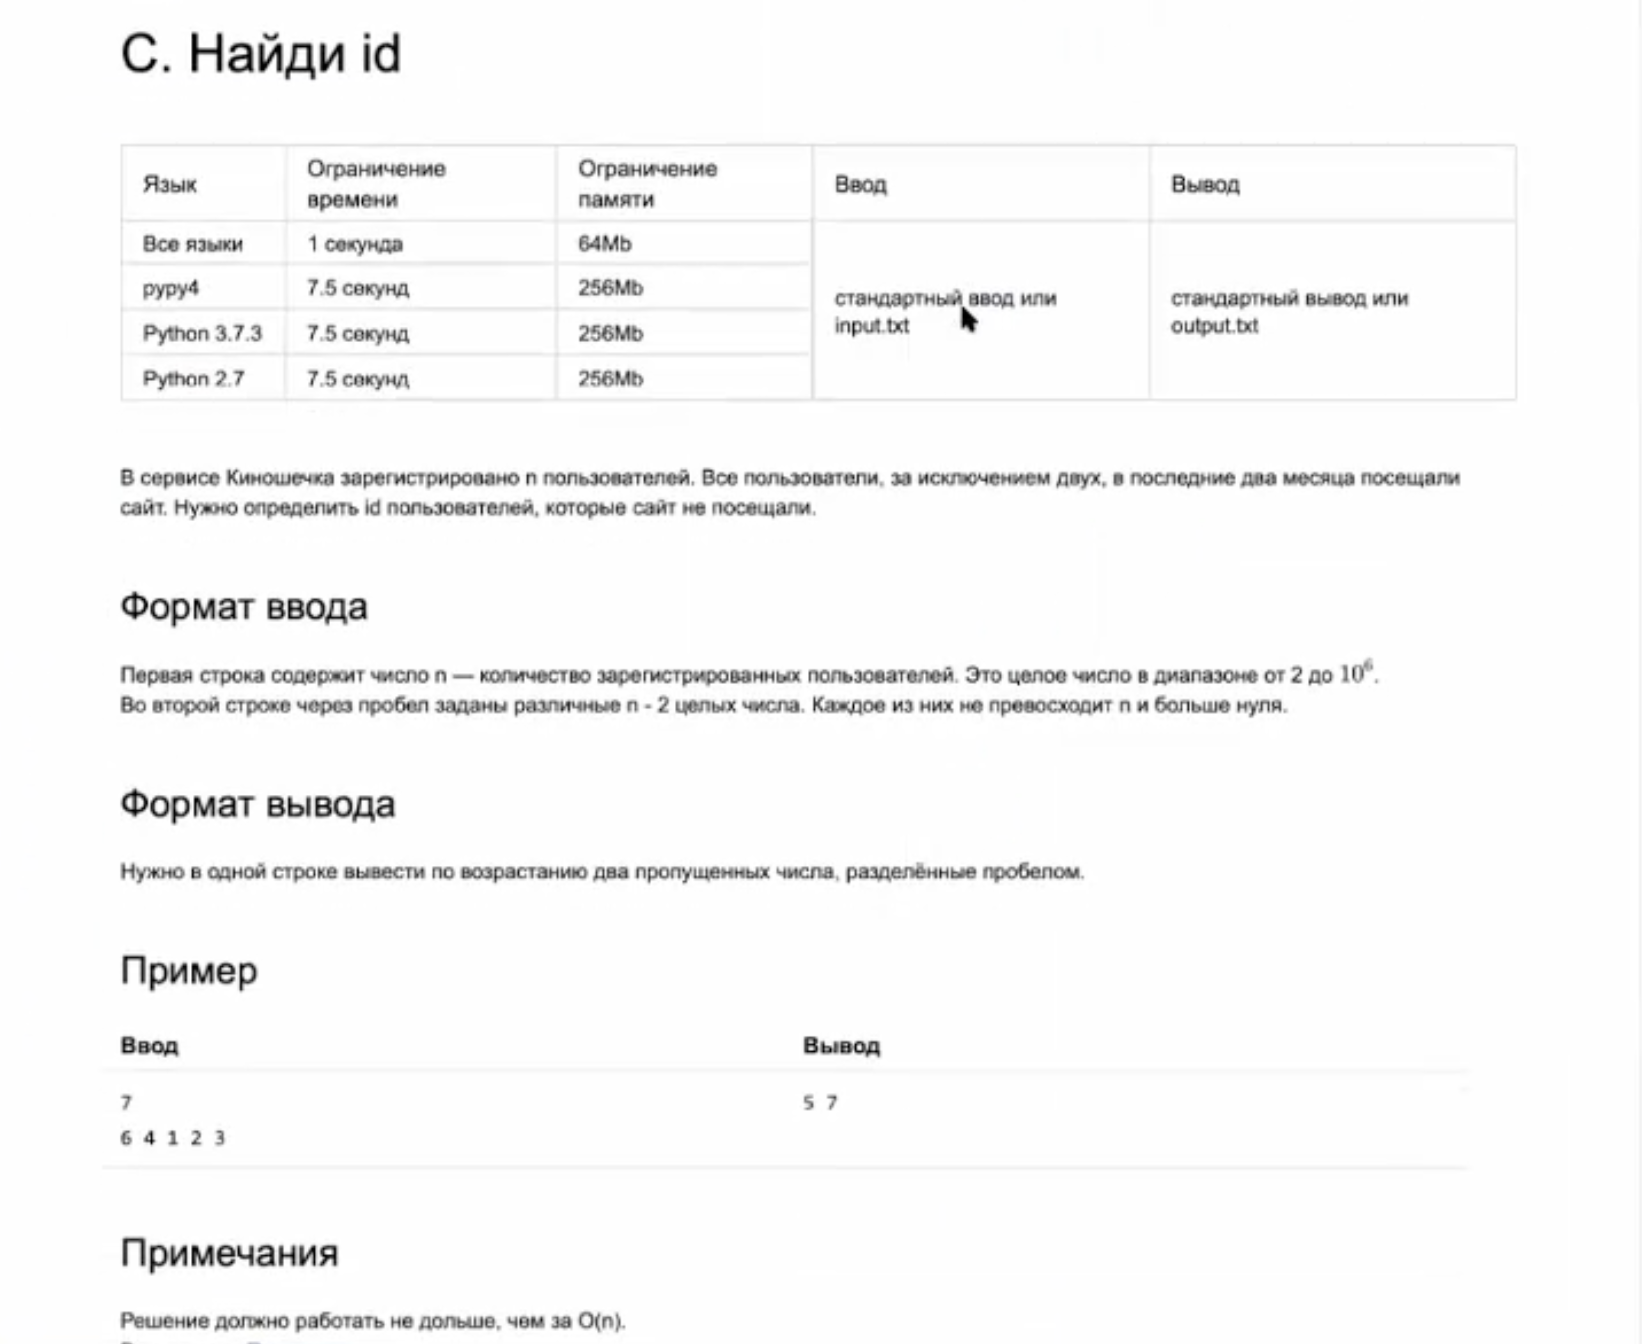 С. Найди id
Язык
Ограничение
времени
Ограничение
памяти
Ввод
Вывод
Все языки
1 секунда
64Mb
стандартный ввод или
input.txt
стандартный вывод или
output.txt
pypy4
7.5 секунд
256Mb
Python 3.7.3
7.5 секунд
256Mb
Python 2.7
7.5 секунд
256Mb
В сервисе Киношечка зарегистрировано n пользователей. Все пользователи, за исключением двух, в последние два месяца посещали
сайт. Нужно определить id пользователей, которые сайт не посещали.
Формат ввода
Первая строка содержит число n — количество зарегистрированных пользователей. Это целое число в диапазоне от 2 до 10⁶.
Во второй строке через пробел заданы различные n - 2 целых числа. Каждое из них не превосходит n и больше нуля.
Формат вывода
Нужно в одной строке вывести по возрастанию два пропущенных числа, разделённые пробелом.
Пример
Ввод
Вывод
7
6 4 1 2 3
5 7
Примечания
Решение должно работать не дольше, чем за O(n).